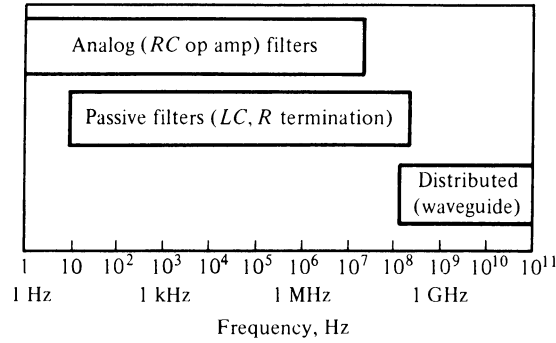 Analog (RC op amp) filters
Passive filters (LC, R termination)
Distributed
(waveguide)
1 10 10² 10³ 10⁴ 10⁵ 10⁶ 10⁷ 10⁸ 10⁹ 10¹⁰ 10¹¹
1 Hz 1 kHz 1 MHz 1 GHz
Frequency, Hz